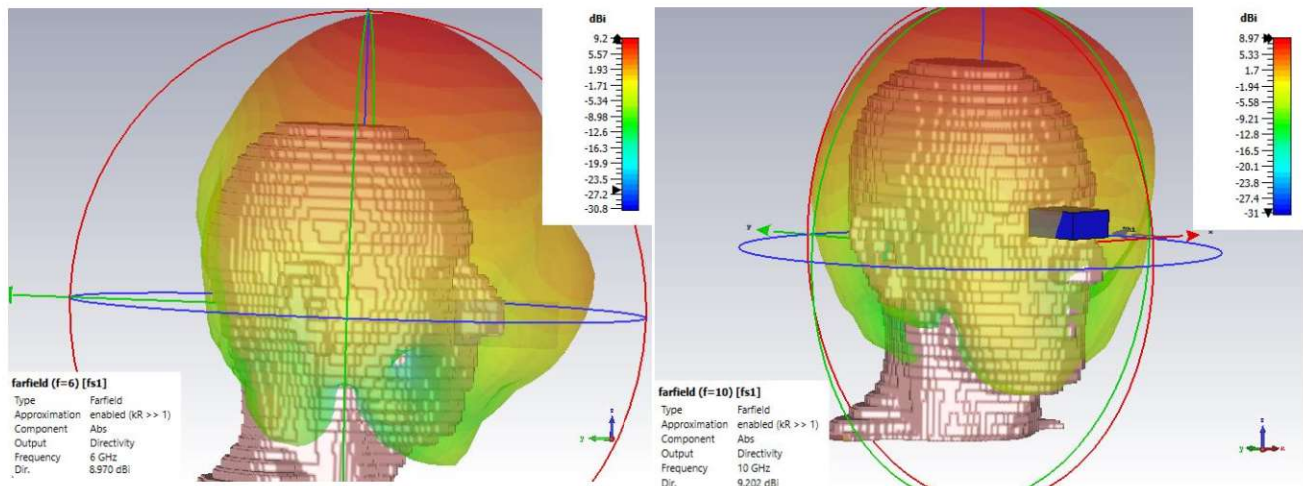 dBi
9.2
5.57
1.93
-1.71
-5.34
-8.98
-12.6
-16.3
-19.9
-23.5
-27.2
-30.8
y
z
y
farfield (f=6) [fs1]
Type Farfield
Approximation enabled (kR >> 1)
Component Abs
Output Directivity
Frequency 6 GHz
Dir. 8.970 dBi
dBi
8.97
5.33
1.7
-1.94
-5.58
-9.21
-12.8
-16.5
-20.1
-23.8
-27.4
-31
y
x
z
y
x
farfield (f=10) [fs1]
Type Farfield
Approximation enabled (kR >> 1)
Component Abs
Output Directivity
Frequency 10 GHz
Dir. 9.202 dBi